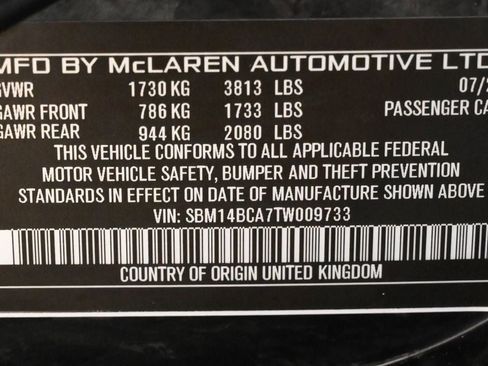 MFD BY McLAREN AUTOMOTIVE LTD
GVWR 1730 KG 3813 LBS 07/2
GAWR FRONT 786 KG 1733 LBS PASSENGER CA
GAWR REAR 944 KG 2080 LBS
THIS VEHICLE CONFORMS TO ALL APPLICABLE FEDERAL
MOTOR VEHICLE SAFETY, BUMPER AND THEFT PREVENTION
STANDARDS IN EFFECT ON DATE OF MANUFACTURE SHOWN ABOVE
VIN: SBM14BCA7TW009733
COUNTRY OF ORIGIN UNITED KINGDOM